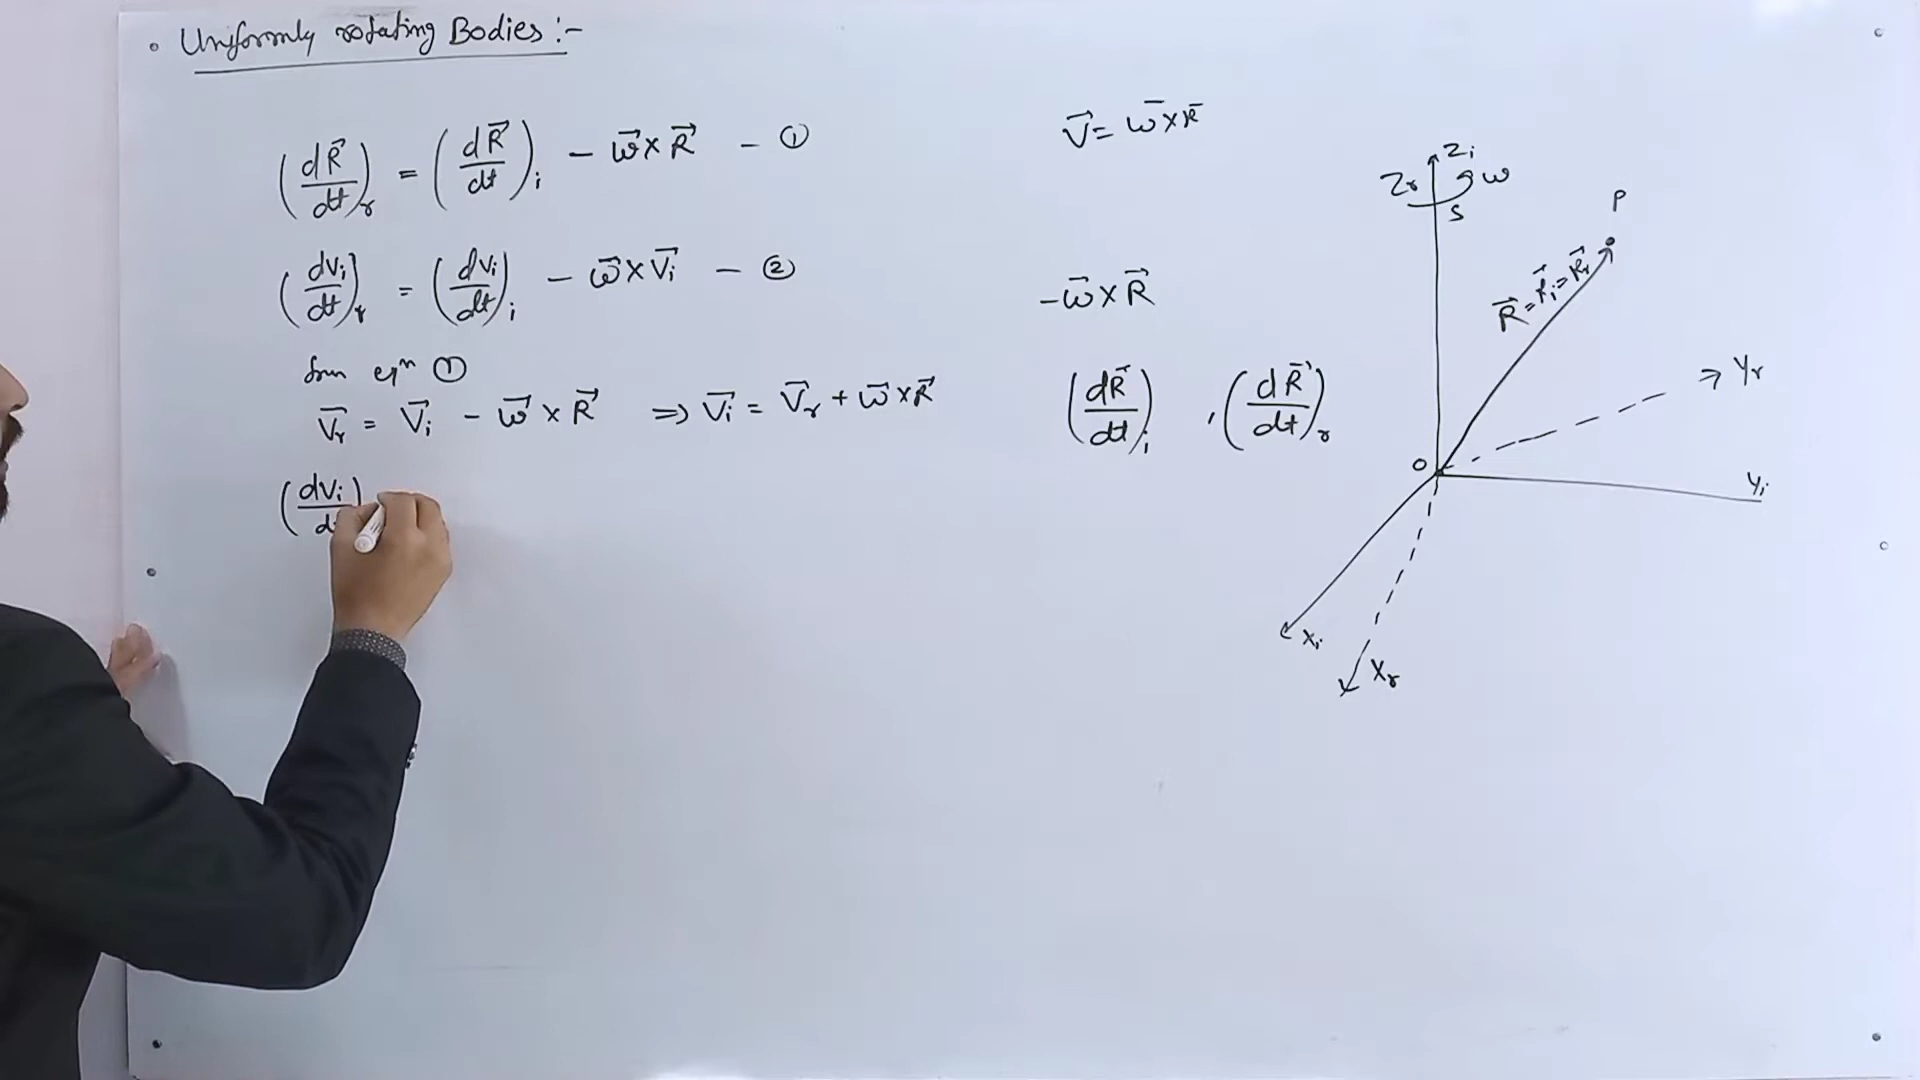 • Uniformly rotating Bodies :-
(dR⃗/dt)r = (dR⃗/dt)i - ω⃗ × R⃗ - ①
(dvi/dt)r = (dvi/dt)i - ω⃗ × V⃗i - ②
from eqⁿ ①
V⃗r = V⃗i - ω⃗ × R⃗ ⇒ V⃗i = V⃗r + ω⃗ × R⃗
(dvi/d
V⃗ = ω̄ × R̄
-ω⃗ × R⃗
(dR⃗/dt)i , (dR⃗/dt)r
Zi
Zr ω
S
P
R⃗ = R⃗i = R⃗r
Yr
O
Yi
Xi
Xr